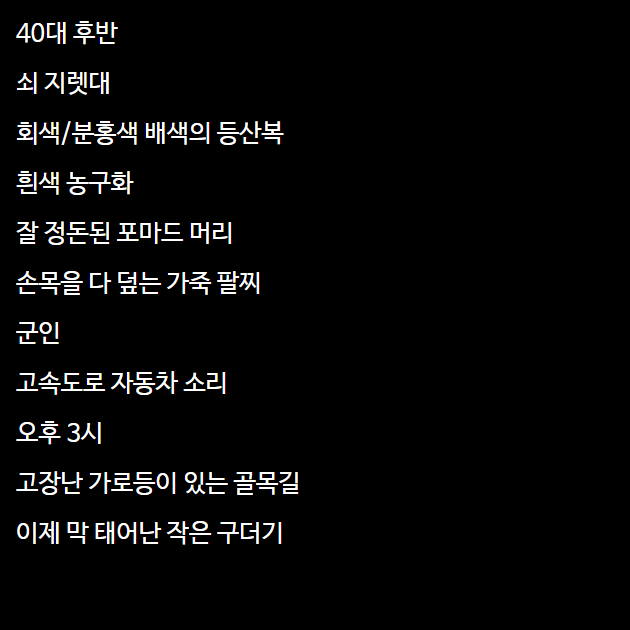 40대 후반
쇠 지렛대
회색/분홍색 배색의 등산복
흰색 농구화
잘 정돈된 포마드 머리
손목을 다 덮는 가죽 팔찌
군인
고속도로 자동차 소리
오후 3시
고장난 가로등이 있는 골목길
이제 막 태어난 작은 구더기